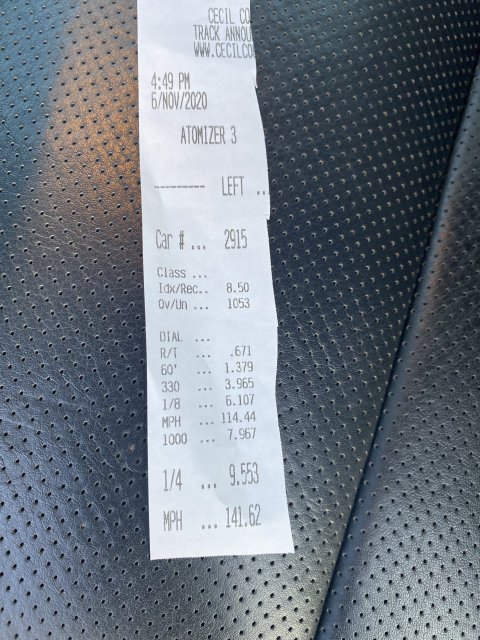 CECIL CO
TRACK ANNOU
WWW.CECILCO
4:49 PM
6/NOV/2020
ATOMIZER 3
------- LEFT ..
Car # ... 2915
Class ...
Idx/Rec.. 8.50
Ov/Un ... 1053
DIAL ...
R/T ... .671
60' ... 1.379
330 ... 3.965
1/8 ... 6.107
MPH ... 114.44
1000 ... 7.967
1/4 ... 9.553
MPH ... 141.62